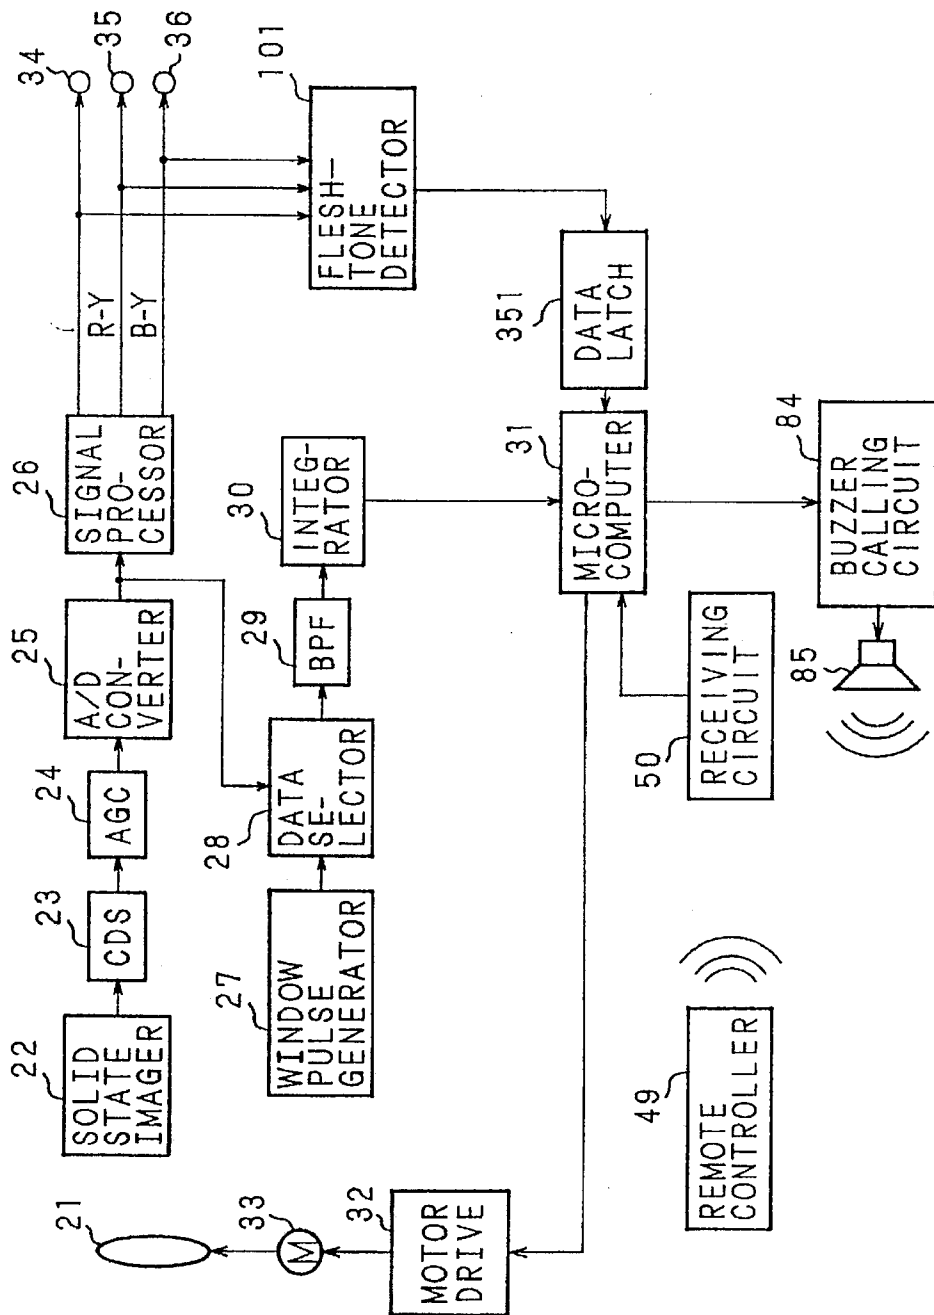 21
22
SOLID
STATE
IMAGER
23
CDS
24
AGC
25
A/D
CON-
VERTER
26
SIGNAL
PRO-
CESSOR
R-Y
B-Y
34
35
36
33
M
27
WINDOW
PULSE
GENERATOR
28
DATA
SE-
LECTOR
29
BPF
30
INTEG-
RATOR
101
FLESH-
TONE
DETECTOR
32
MOTOR
DRIVE
31
MICRO-
COMPUTER
351
DATA
LATCH
49
REMOTE
CONTROLLER
50
RECEIVING
CIRCUIT
85
84
BUZZER
CALLING
CIRCUIT